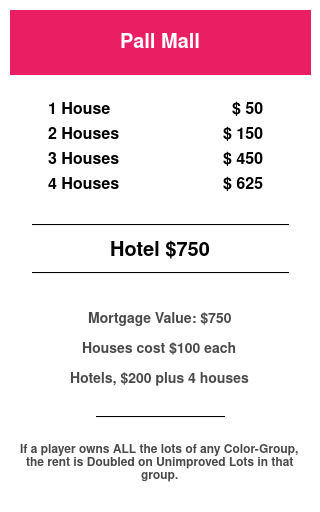 Pall Mall
1 House $ 50
2 Houses $ 150
3 Houses $ 450
4 Houses $ 625
Hotel $750
Mortgage Value: $750
Houses cost $100 each
Hotels, $200 plus 4 houses
If a player owns ALL the lots of any Color-Group,
the rent is Doubled on Unimproved Lots in that
group.